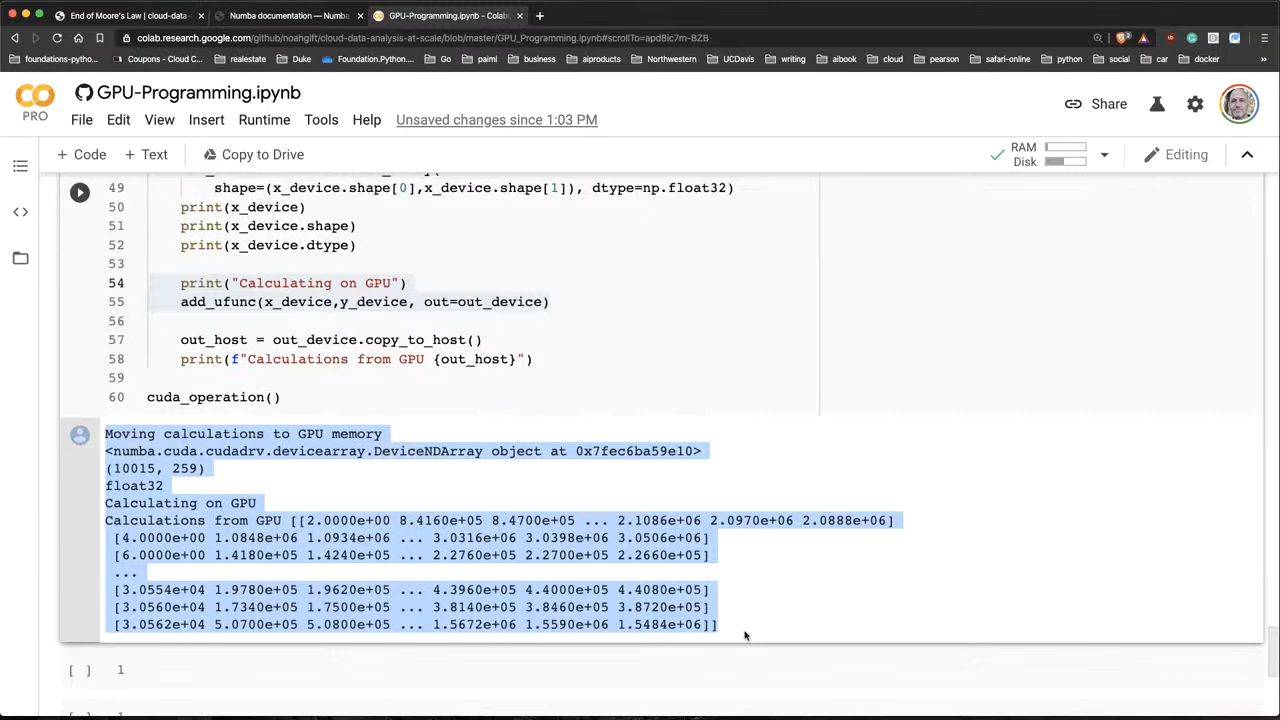 End of Moore's Law | cloud-data-
Numba documentation — Numba
GPU-Programming.ipynb - Colab
colab.research.google.com/github/noahgift/cloud-data-analysis-at-scale/blob/master/GPU_Programming.ipynb#scrollTo=apd8ic7m-BZB
foundations-pytho...
Coupons - Cloud C...
realestate
Duke
Foundation.Python....
Go
paiml
business
aiproducts
Northwestern
UCDavis
writing
aibook
cloud
pearson
safari-online
python
social
car
docker
»
CO
PRO
GPU-Programming.ipynb
File Edit View Insert Runtime Tools Help Unsaved changes since 1:03 PM
Share
+ Code + Text Copy to Drive
RAM
Disk
Editing
49 shape=(x_device.shape[0],x_device.shape[1]), dtype=np.float32)
50 print(x_device)
51 print(x_device.shape)
52 print(x_device.dtype)
53
54 print("Calculating on GPU")
55 add_ufunc(x_device,y_device, out=out_device)
56
57 out_host = out_device.copy_to_host()
58 print(f"Calculations from GPU {out_host}")
59
60 cuda_operation()
Moving calculations to GPU memory
<numba.cuda.cudadrv.devicearray.DeviceNDArray object at 0x7fec6ba59e10>
(10015, 259)
float32
Calculating on GPU
Calculations from GPU [[2.0000e+00 8.4160e+05 8.4700e+05 ... 2.1086e+06 2.0970e+06 2.0888e+06]
[4.0000e+00 1.0848e+06 1.0934e+06 ... 3.0316e+06 3.0398e+06 3.0506e+06]
[6.0000e+00 1.4180e+05 1.4240e+05 ... 2.2760e+05 2.2700e+05 2.2660e+05]
...
[3.0554e+04 1.9780e+05 1.9620e+05 ... 4.3960e+05 4.4000e+05 4.4080e+05]
[3.0560e+04 1.7340e+05 1.7500e+05 ... 3.8140e+05 3.8460e+05 3.8720e+05]
[3.0562e+04 5.0700e+05 5.0800e+05 ... 1.5672e+06 1.5590e+06 1.5484e+06]]
[ ] 1